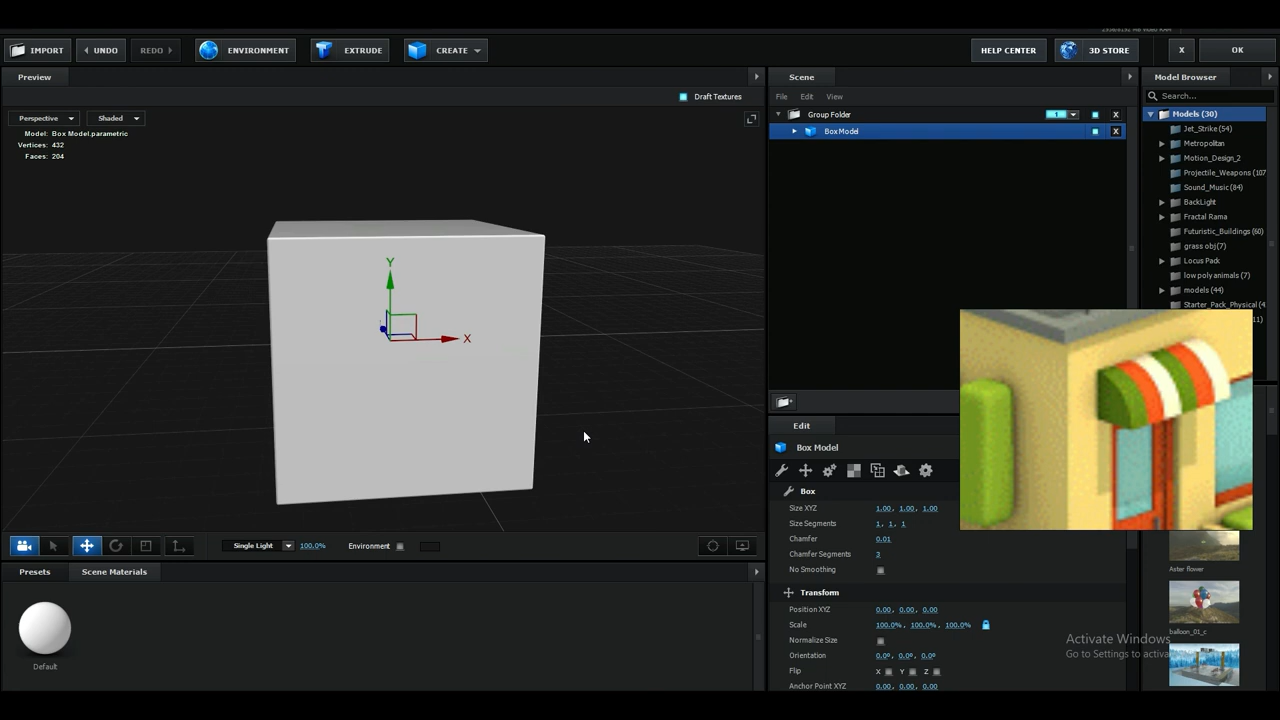 IMPORT
UNDO
REDO
ENVIRONMENT
EXTRUDE
CREATE
HELP CENTER
3D STORE
X
OK
Preview
Draft Textures
Perspective
Shaded
Model: Box Model.parametric
Vertices: 432
Faces: 204
Y
X
Single Light
100.0%
Environment
Presets
Scene Materials
Default
Scene
File Edit View
Group Folder
1
X
Box Model
X
Edit
Box Model
Box
Size XYZ 1.00, 1.00, 1.00
Size Segments 1, 1, 1
Chamfer 0.01
Chamfer Segments 3
No Smoothing
Transform
Position XYZ 0.00, 0.00, 0.00
Scale 100.0%, 100.0%, 100.0%
Normalize Size
Orientation 0.0º, 0.0º, 0.0º
Flip X Y Z
Anchor Point XYZ 0.00, 0.00, 0.00
Model Browser
Search...
Models (30)
Jet_Strike (54)
Metropolitan
Motion_Design_2
Projectile_Weapons (107
Sound_Music (84)
BackLight
Fractal Rama
Futuristic_Buildings (60)
grass obj(7)
Locus Pack
low poly animals (7)
models (44)
Starter_Pack_Physical (4
Aster flower
balloon_01_c
Activate Windows
Go to Settings to activa